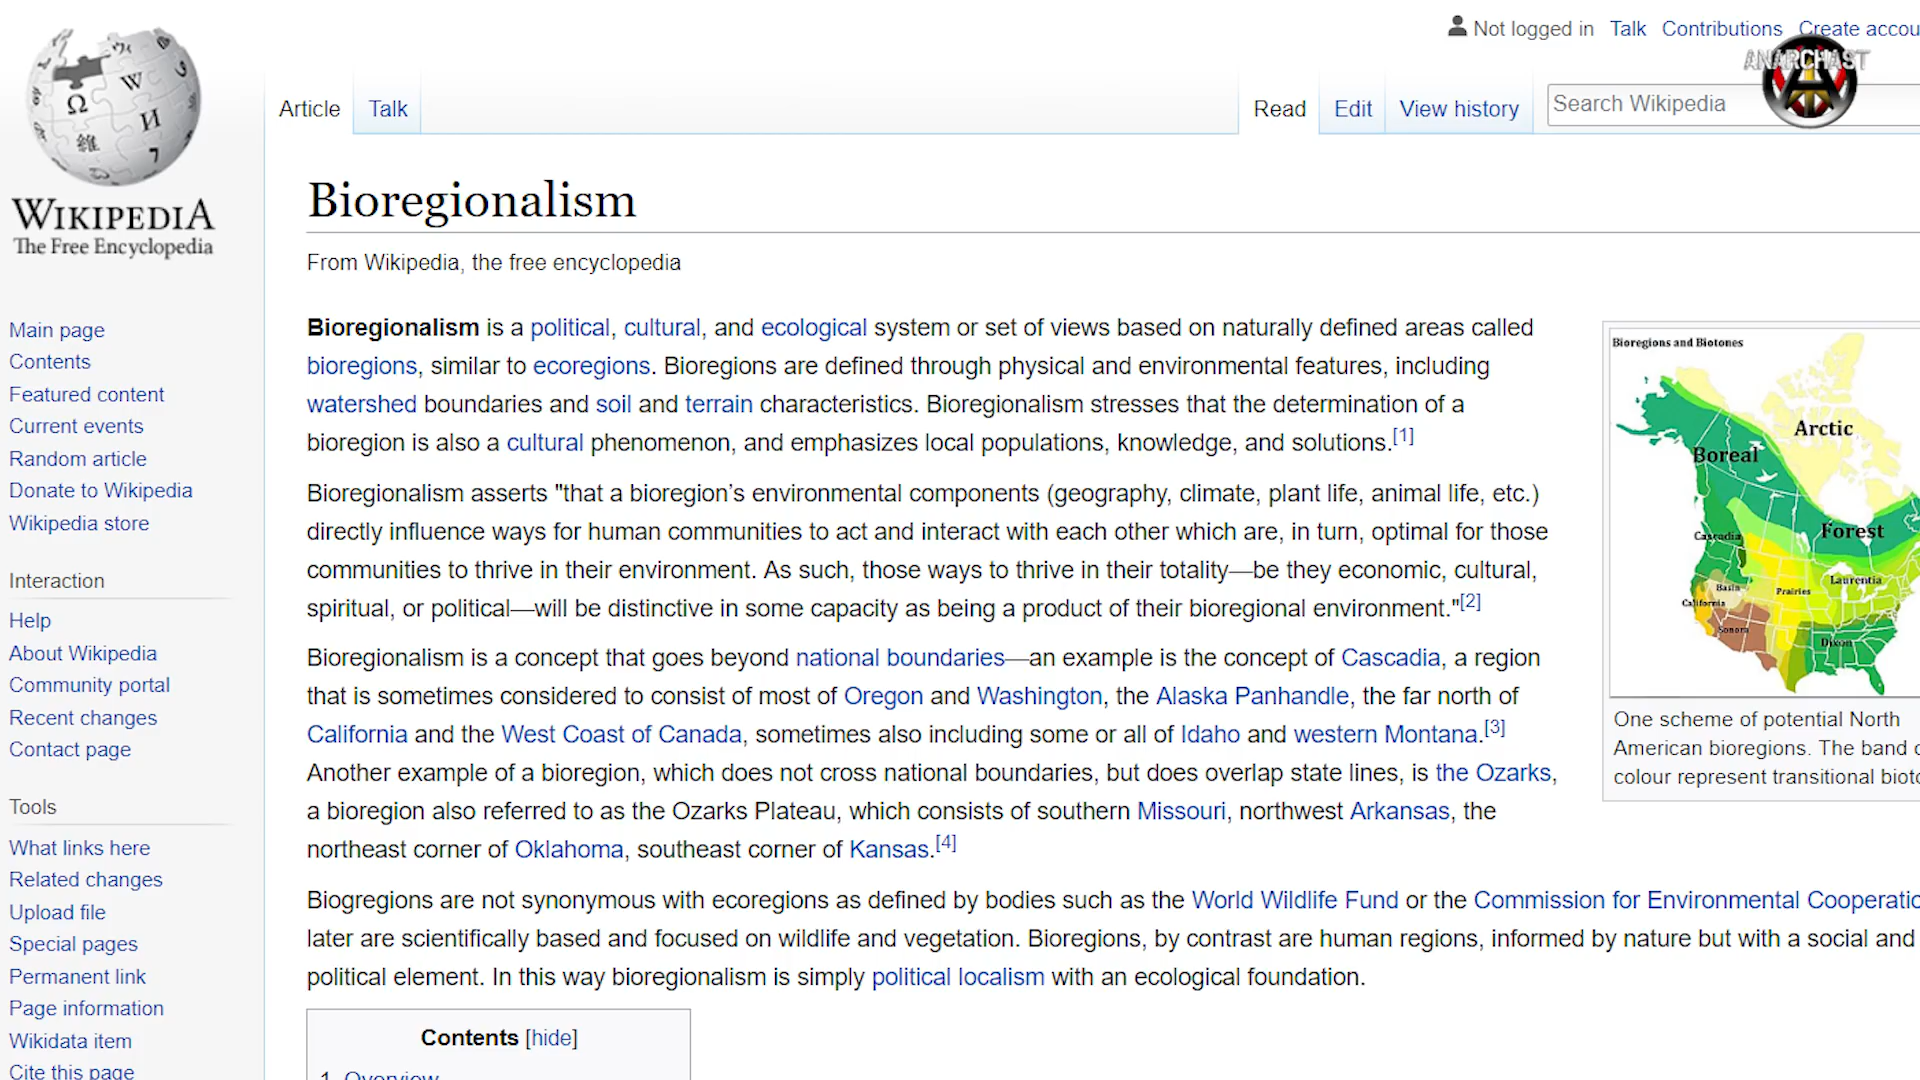 Not logged in Talk Contributions Create accou
ANARCHAST
Article Talk Read Edit View history Search Wikipedia
WIKIPEDIA
The Free Encyclopedia
Main page
Contents
Featured content
Current events
Random article
Donate to Wikipedia
Wikipedia store
Interaction
Help
About Wikipedia
Community portal
Recent changes
Contact page
Tools
What links here
Related changes
Upload file
Special pages
Permanent link
Page information
Wikidata item
Cite this page
Bioregionalism
From Wikipedia, the free encyclopedia
Bioregionalism is a political, cultural, and ecological system or set of views based on naturally defined areas called
bioregions, similar to ecoregions. Bioregions are defined through physical and environmental features, including
watershed boundaries and soil and terrain characteristics. Bioregionalism stresses that the determination of a
bioregion is also a cultural phenomenon, and emphasizes local populations, knowledge, and solutions.[1]
Bioregionalism asserts "that a bioregion’s environmental components (geography, climate, plant life, animal life, etc.)
directly influence ways for human communities to act and interact with each other which are, in turn, optimal for those
communities to thrive in their environment. As such, those ways to thrive in their totality—be they economic, cultural,
spiritual, or political—will be distinctive in some capacity as being a product of their bioregional environment."[2]
Bioregionalism is a concept that goes beyond national boundaries—an example is the concept of Cascadia, a region
that is sometimes considered to consist of most of Oregon and Washington, the Alaska Panhandle, the far north of
California and the West Coast of Canada, sometimes also including some or all of Idaho and western Montana.[3]
Another example of a bioregion, which does not cross national boundaries, but does overlap state lines, is the Ozarks,
a bioregion also referred to as the Ozarks Plateau, which consists of southern Missouri, northwest Arkansas, the
northeast corner of Oklahoma, southeast corner of Kansas.[4]
Biogregions are not synonymous with ecoregions as defined by bodies such as the World Wildlife Fund or the Commission for Environmental Cooperatio
later are scientifically based and focused on wildlife and vegetation. Bioregions, by contrast are human regions, informed by nature but with a social and
political element. In this way bioregionalism is simply political localism with an ecological foundation.
Contents [hide]
1 Overview
Bioregions and Biotones
Arctic
Boreal
Forest
Cascadia
Laurentia
Basin
Prairies
California
Sonora
Dixon
One scheme of potential North
American bioregions. The band o
colour represent transitional bioto